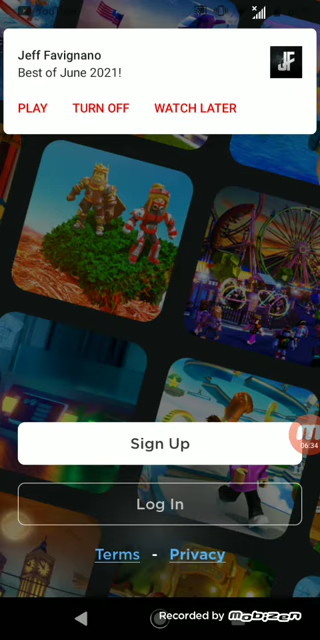 YouTube
Jeff Favignano
Best of June 2021!
JF
PLAY TURN OFF WATCH LATER
Sign Up
06:34
Log In
Terms - Privacy
Recorded by Mobizen